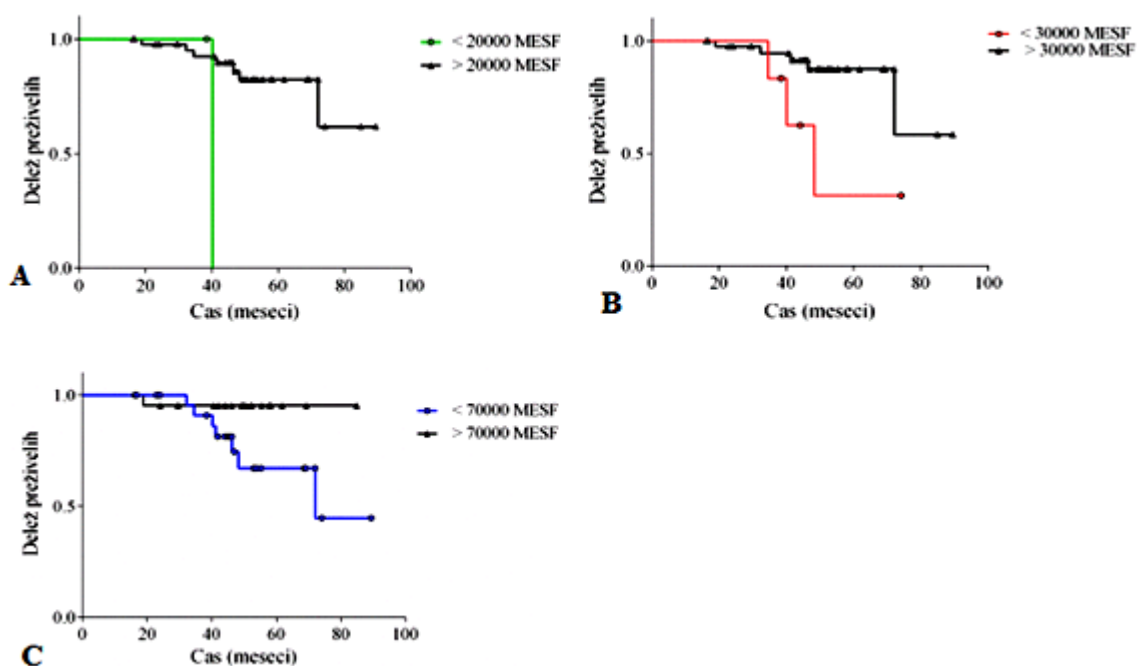 1.0
0.5
0.0
Delež preživelih
0 20 40 60 80 100
Cas (meseci)
< 20000 MESF
> 20000 MESF
A
1.0
0.5
0.0
Delež preživelih
0 20 40 60 80 100
Cas (meseci)
< 30000 MESF
> 30000 MESF
B
1.0
0.5
0.0
Delež preživelih
0 20 40 60 80 100
Cas (meseci)
< 70000 MESF
> 70000 MESF
C